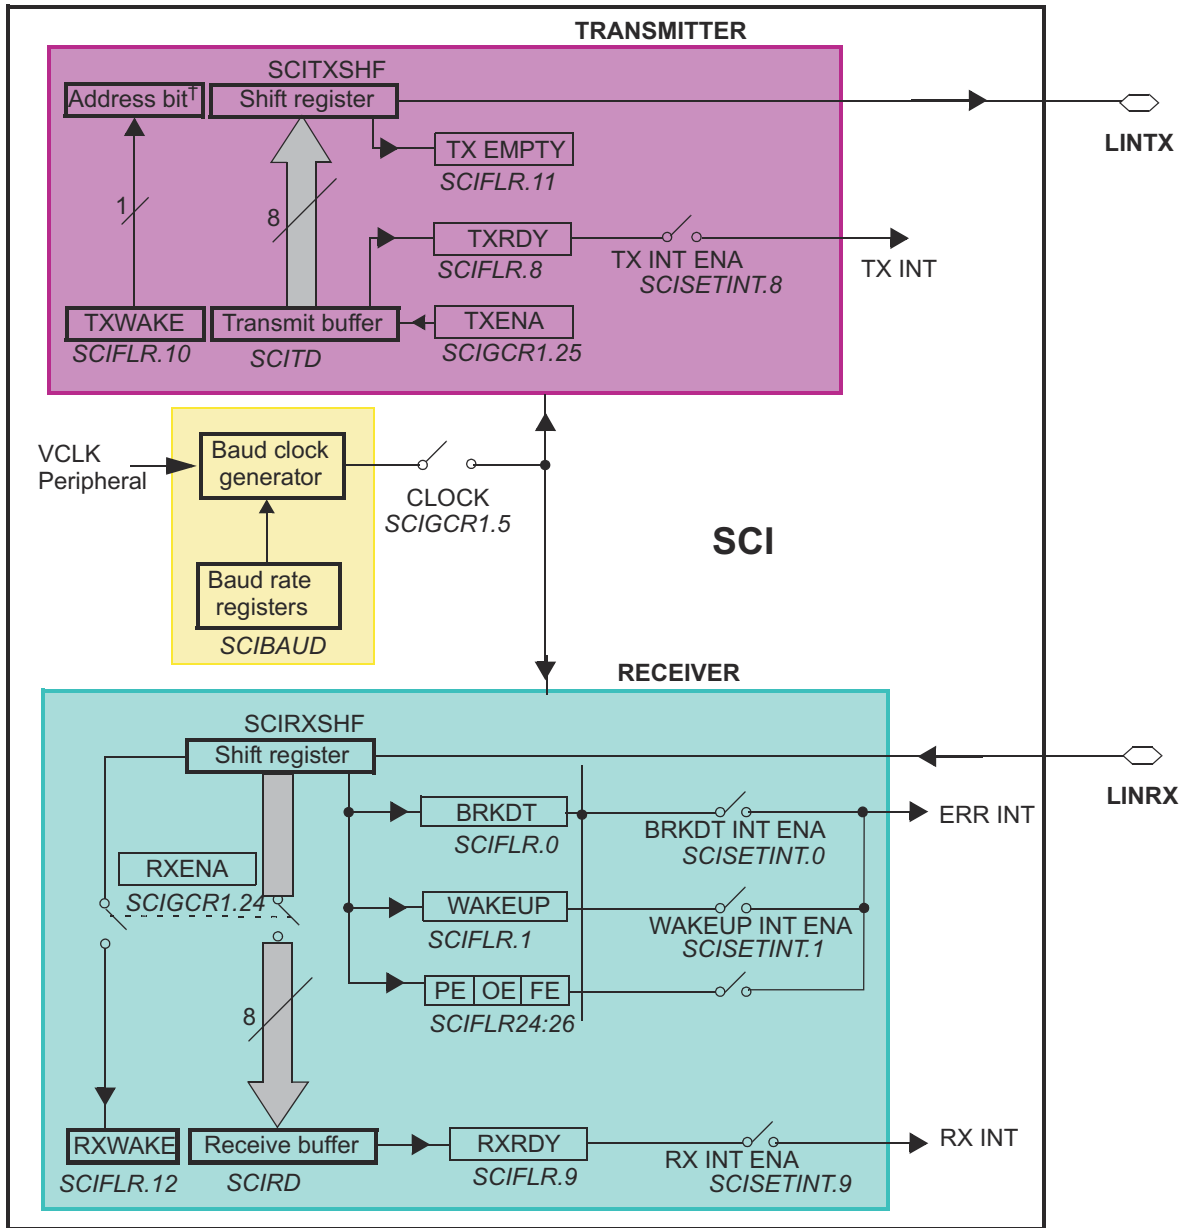 TRANSMITTER
SCITXSHF
Address bit†
Shift register
LINTX
TX EMPTY
SCIFLR.11
1
8
TXRDY
SCIFLR.8
TX INT ENA
SCISETINT.8
TX INT
TXWAKE
SCIFLR.10
Transmit buffer
SCITD
TXENA
SCIGCR1.25
VCLK
Peripheral
Baud clock
generator
CLOCK
SCIGCR1.5
SCI
Baud rate
registers
SCIBAUD
RECEIVER
SCIRXSHF
Shift register
LINRX
BRKDT
SCIFLR.0
BRKDT INT ENA
SCISETINT.0
ERR INT
RXENA
SCIGCR1.24
WAKEUP
SCIFLR.1
WAKEUP INT ENA
SCISETINT.1
PE OE FE
SCIFLR24:26
8
RXWAKE
SCIFLR.12
Receive buffer
SCIRD
RXRDY
SCIFLR.9
RX INT ENA
SCISETINT.9
RX INT